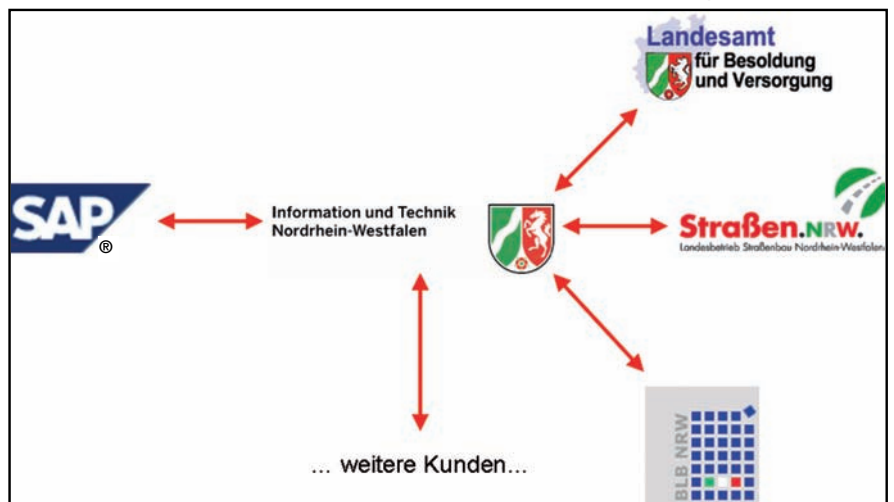 Landesamt
für Besoldung
und Versorgung
SAP
®
Information und Technik
Nordrhein-Westfalen
Straßen.NRW.
Landesbetrieb Straßenbau Nordrhein-Westfalen
... weitere Kunden...
BLB NRW